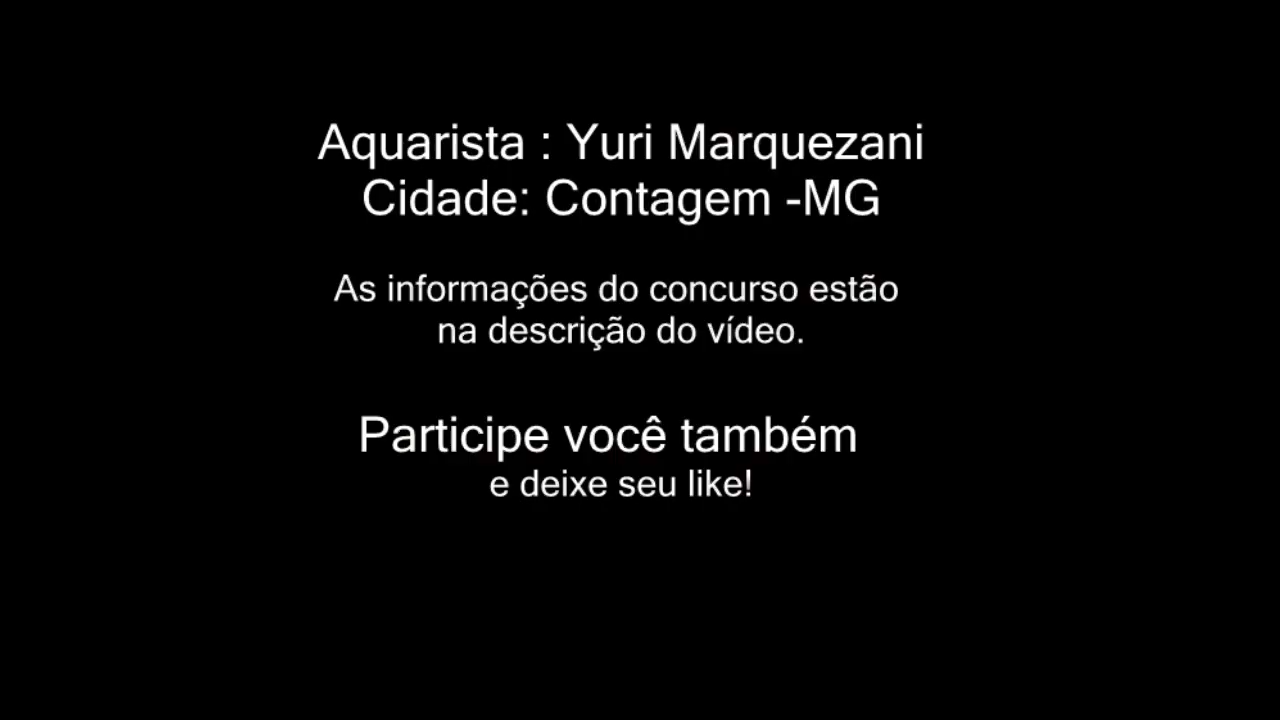 Aquarista : Yuri Marquezani
Cidade: Contagem -MG
As informações do concurso estão
na descrição do vídeo.
Participe você também
e deixe seu like!